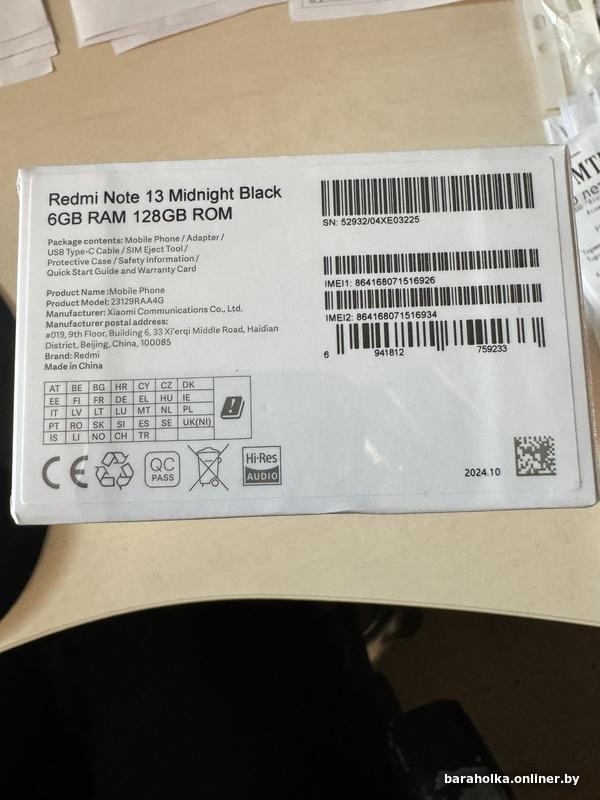 Redmi Note 13 Midnight Black
6GB RAM 128GB ROM
Package contents: Mobile Phone / Adapter /
USB Type-C Cable / SIM Eject Tool /
Protective Case / Safety Information /
Quick Start Guide and Warranty Card
Product Name :Mobile Phone
Product Model: 23129RAA4G
Manufacturer: Xiaomi Communications Co., Ltd.
Manufacturer postal address:
#019, 9th Floor, Building 6, 33 Xi'erqi Middle Road, Haidian
District, Beijing, China, 100085
Brand: Redmi
Made in China
AT BE BG HR CY CZ DK
EE FI FR DE EL HU IE
IT LV LT LU MT NL PL
PT RO SK SI ES SE UK(NI)
IS LI NO CH TR
CE
QC
PASS
Hi-Res
AUDIO
SN: 52932/04XE03225
IMEI1: 864168071516926
IMEI2: 864168071516934
6 941812 759233
2024.10
baraholka.onliner.by